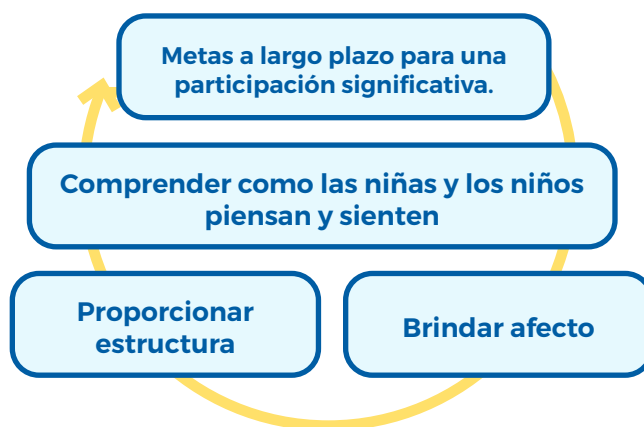 Metas a largo plazo para una
participación significativa.
Comprender como las niñas y los niños
piensan y sienten
Proporcionar
estructura
Brindar afecto